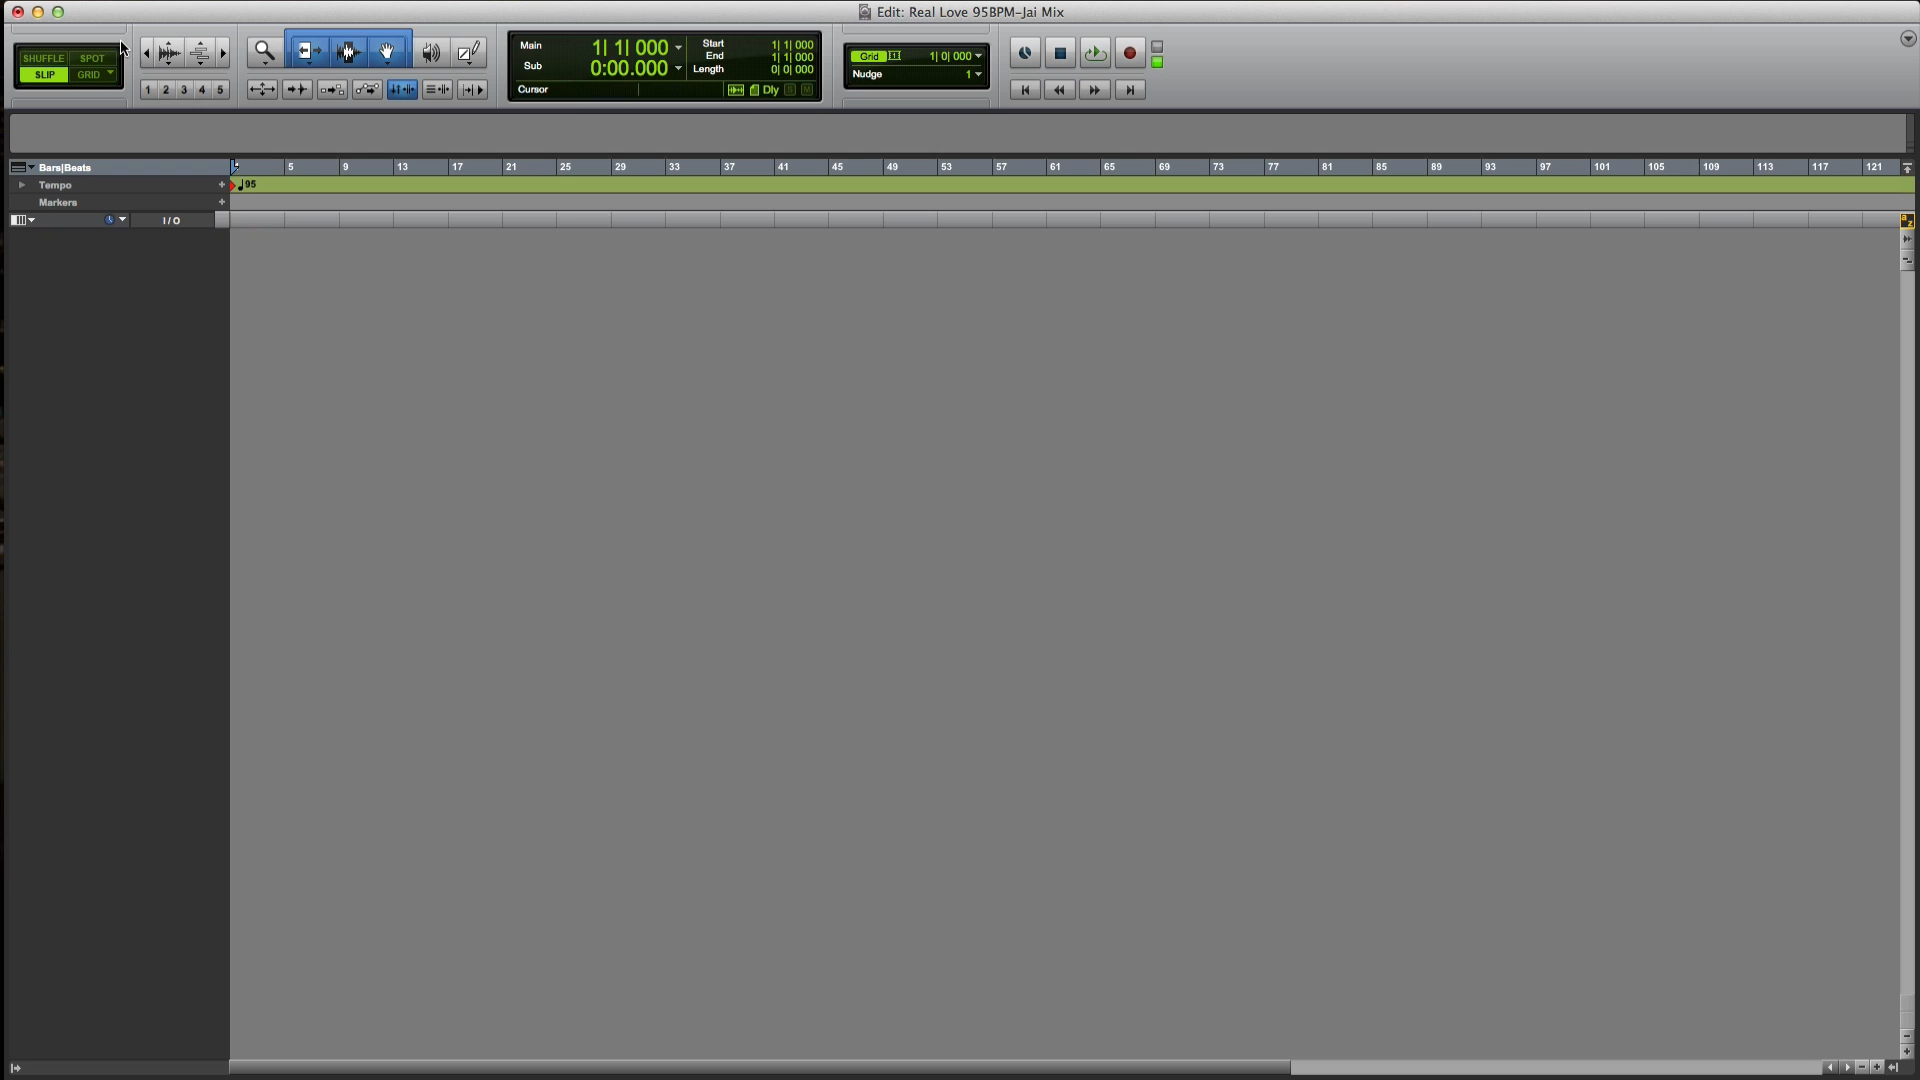 Edit: Real Love 95BPM-Jai Mix
SHUFFLE SPOT
SLIP GRID
1 2 3 4 5
Main 1| 1| 000
Sub 0:00.000
Start 1| 1| 000
End 1| 1| 000
Length 0| 0| 000
Cursor
Dly S M
Grid 1| 0| 000
Nudge 1
Bars|Beats
5 9 13 17 21 25 29 33 37 41 45 49 53 57 61 65 69 73 77 81 85 89 93 97 101 105 109 113 117 121
Tempo + 95
Markers +
I/O
a z